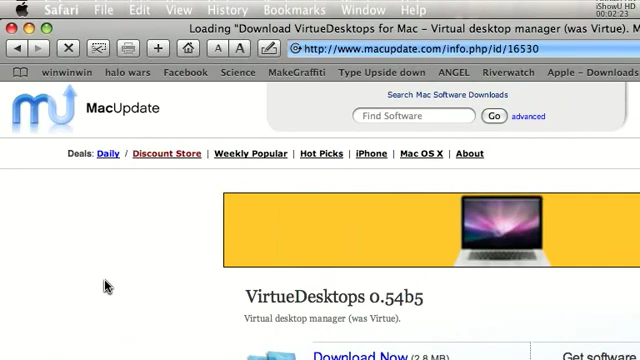 Safari File Edit View History Bookmarks Window Help iShowU HD
00:02:23
Loading "Download VirtueDesktops for Mac - Virtual desktop manager (was Virtue). M
http://www.macupdate.com/info.php/id/16530
winwinwin halo wars Facebook Science MakeGraffiti Type Upside down ANGEL Riverwatch Apple - Downloads
mu MacUpdate
Search Mac Software Downloads
Find Software Go advanced
Deals: Daily / Discount Store | Weekly Popular | Hot Picks | iPhone | Mac OS X | About
VirtueDesktops 0.54b5
Virtual desktop manager (was Virtue).
Download Now (2.8 MB) Get softwar